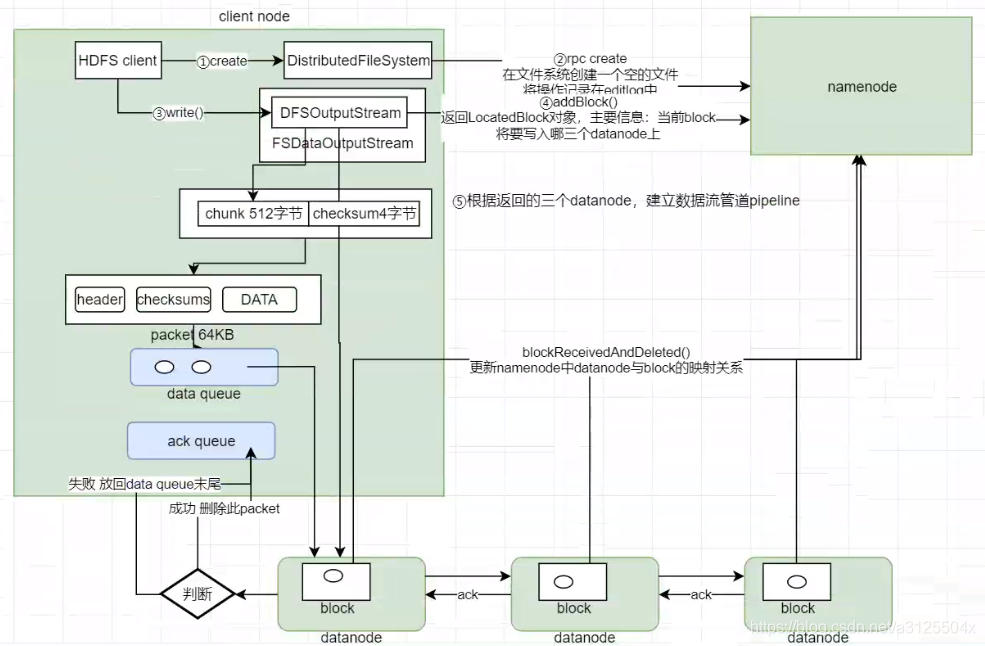 client node
HDFS client
①create
DistributedFileSystem
②rpc create
在文件系统创建一个空的文件
将操作记录在editlog中
namenode
③write()
DFSOutputStream
FSDataOutputStream
④addBlock()
返回LocatedBlock对象，主要信息：当前block
将要写入哪三个datanode上
⑤根据返回的三个datanode，建立数据流管道pipeline
chunk 512字节
checksum4字节
header
checksums
DATA
packet 64KB
data queue
blockReceivedAndDeleted()
更新namenode中datanode与block的映射关系
ack queue
失败 放回data queue末尾
成功 删除此packet
判断
block
datanode
ack
block
datanode
ack
block
datanode
https://blog.csdn.net/a3125504x